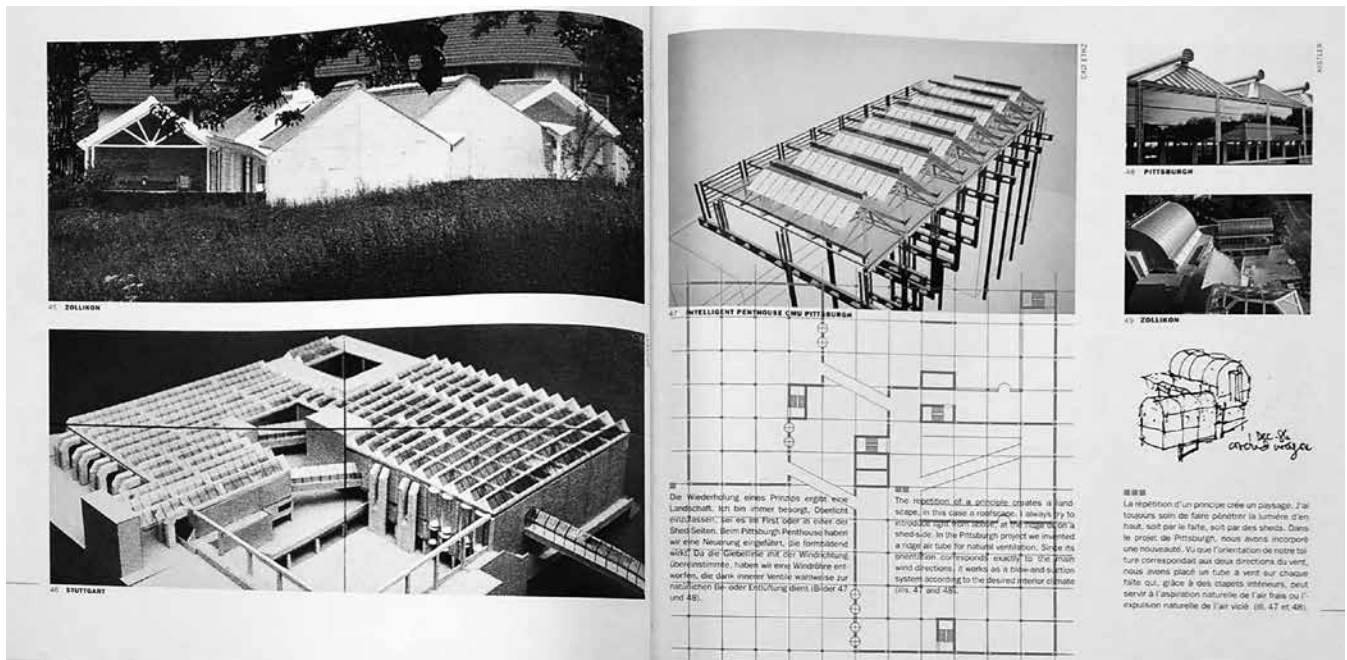 45 ZOLLIKON
46 STUTTGART
47 INTELLIGENT PENTHOUSE CMU PITTSBURGH
Die Wiederholung eines Prinzips ergibt eine
Landschaft. Ich bin immer besorgt, Oberlicht
einzulassen, sei es im First oder in einer der
Shed-Seiten. Beim Pittsburgh Penthouse haben
wir eine Neuerung eingeführt, die formbildend
wirkt. Da die Giebellinie mit der Windrichtung
übereinstimmte, haben wir eine Windröhre ent-
worfen, die dank innerer Ventile wahlweise zur
natürlichen Be- oder Entlüftung dient (Bilder 47
und 48).
The repetition of a principle creates a land-
scape, in this case a roofscape. I always try to
introduce light from above, at the ridge or on a
shed-side. In the Pittsburgh project we invented
a ridge air tube for natural ventilation. Since its
orientation corresponds exactly to the main
wind directions, it works as a blow-and-suction
system according to the desired interior climate
(ills. 47 and 48).
48 PITTSBURGH
49 ZOLLIKON
1 Dec. 86
La répétition d'un principe crée un paysage. J'ai
toujours soin de faire pénétrer la lumière d'en
haut, soit par le faîte, soit par des sheds. Dans
le projet de Pittsburgh, nous avons incorporé
une nouveauté. Vu que l'orientation de notre toi-
ture correspondait aux deux directions du vent,
nous avons placé un tube à vent sur chaque
faîte qui, grâce à des clapets intérieurs, peut
servir à l'aspiration naturelle de l'air frais ou l'-
expulsion naturelle de l'air vicié (ill. 47 et 48).